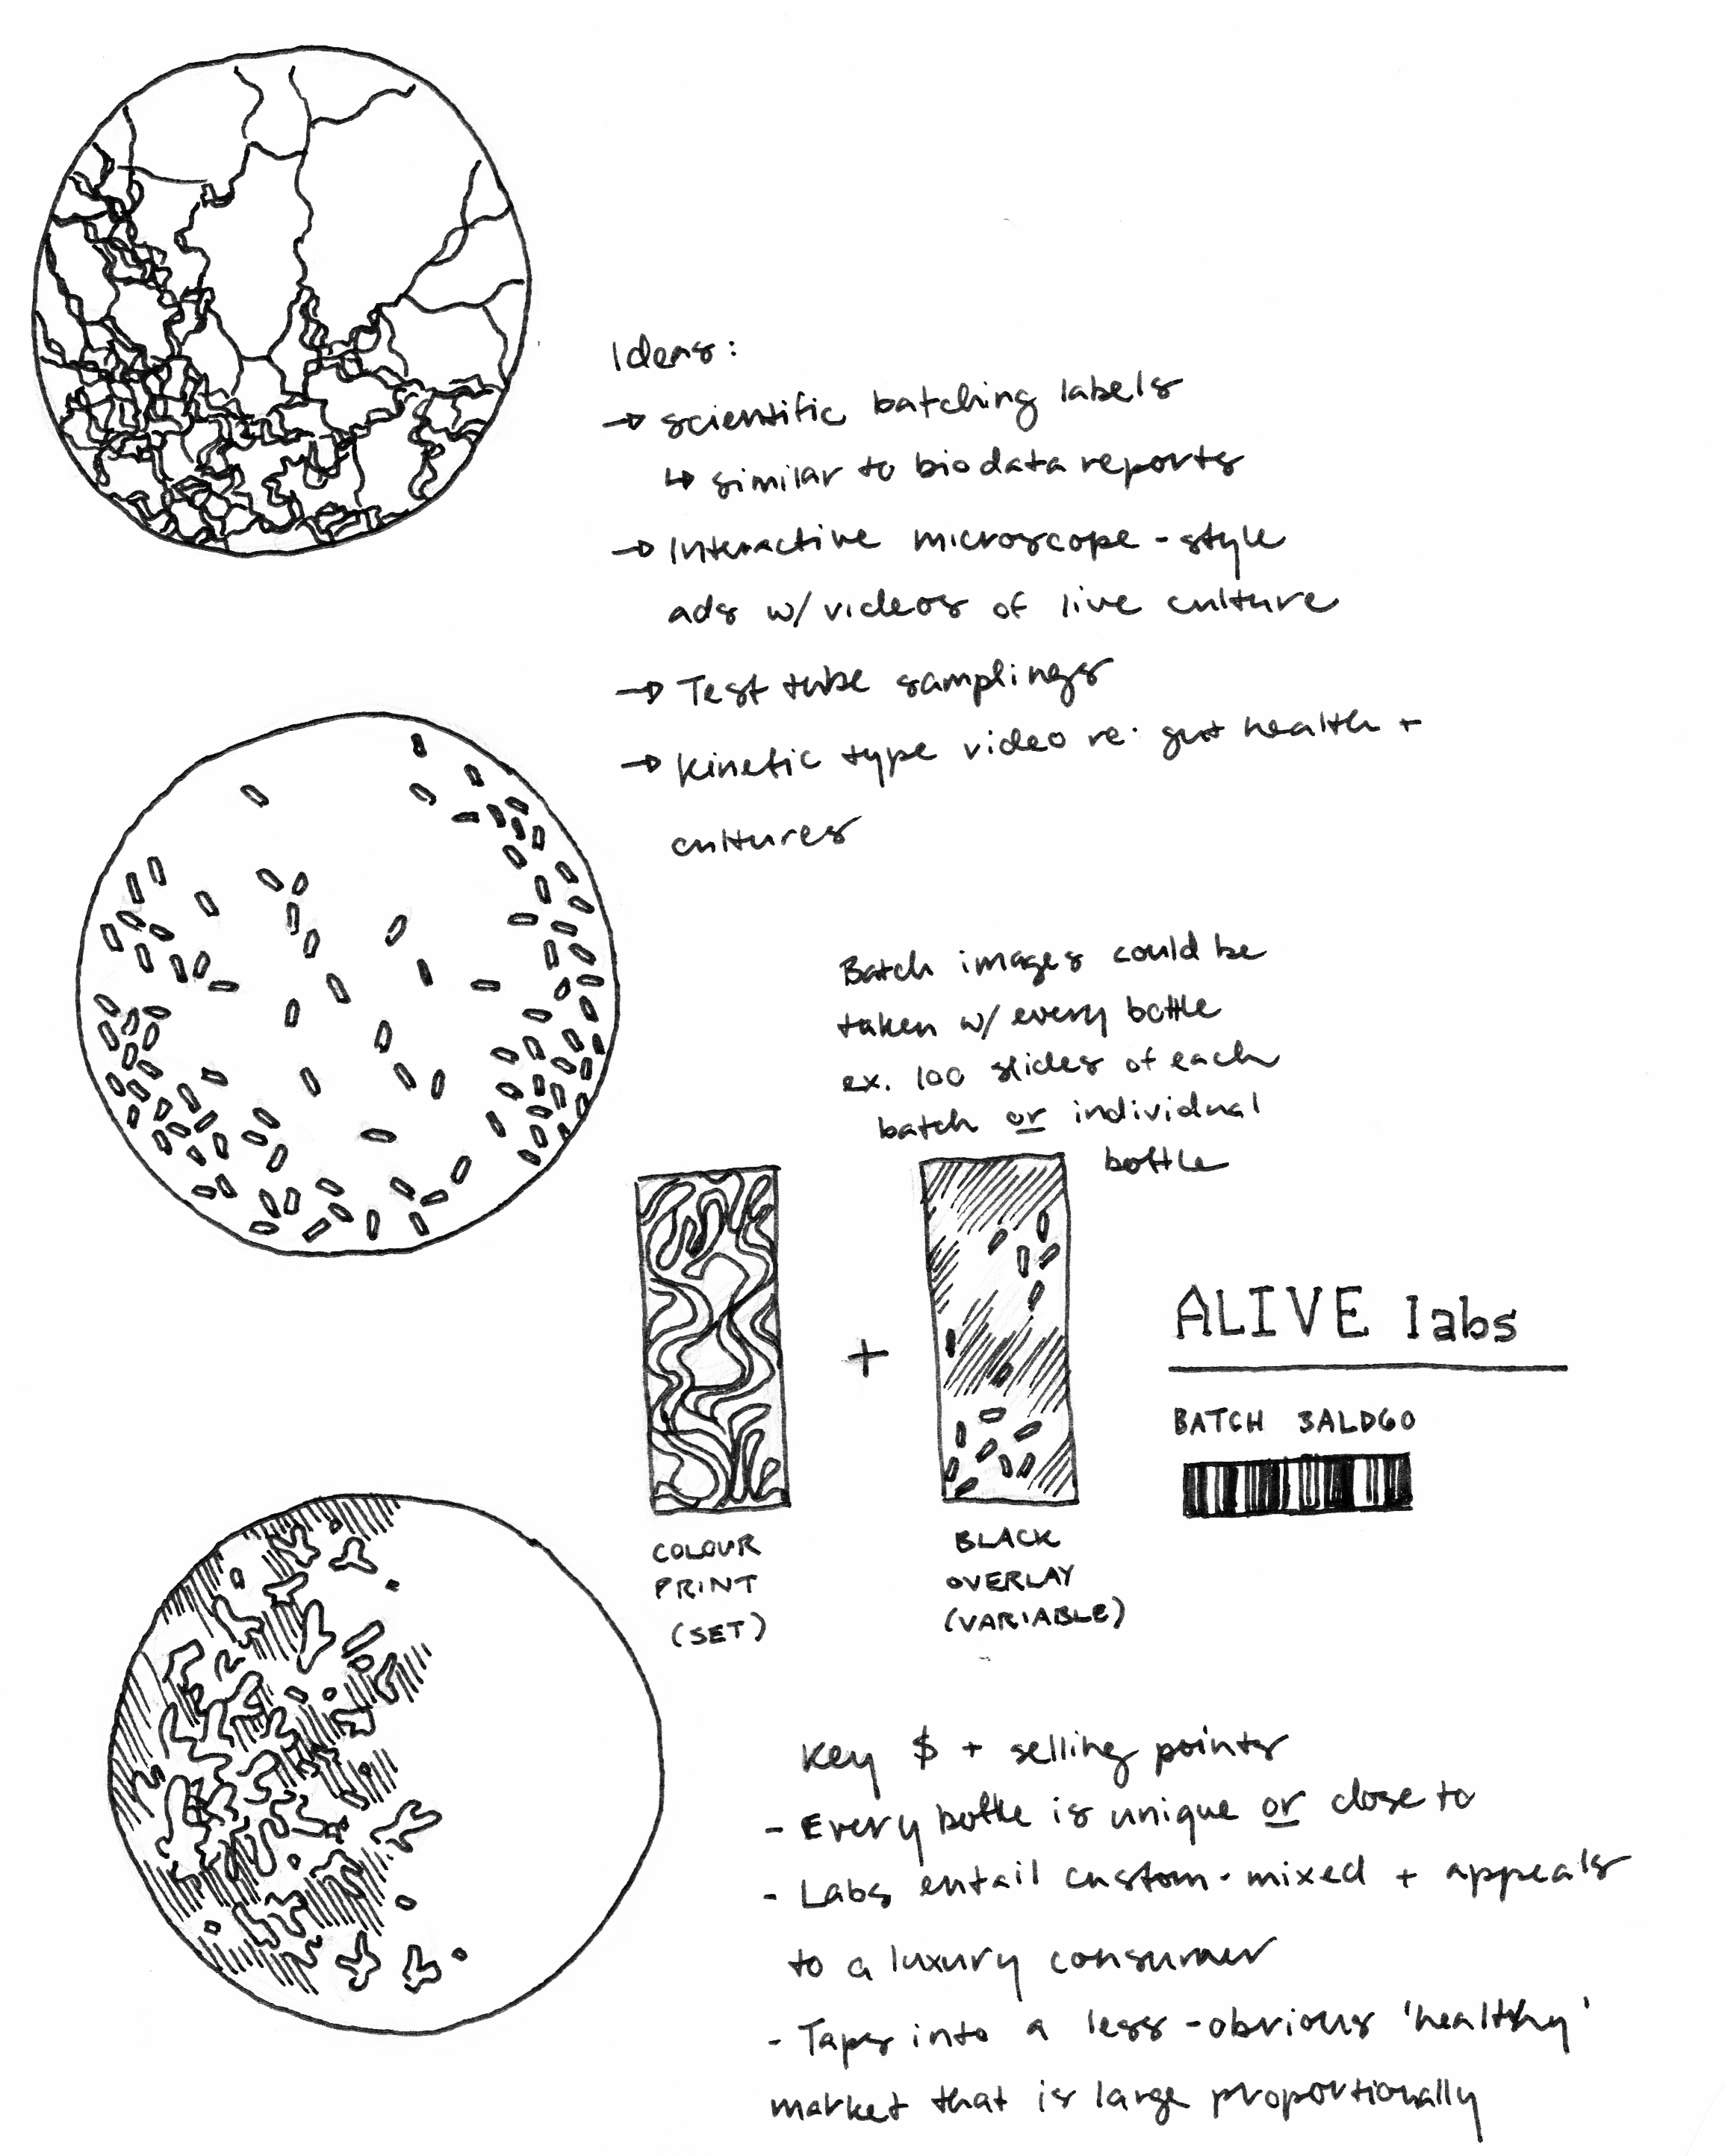 Ideas:
→ scientific batching labels
↳ similar to biodata reports
→ Interactive microscope-style
ads w/ videos of live culture
→ Test tube samplings
→ kinetic type video re: gut health +
cultures
Batch images could be
taken w/ every bottle
ex. 100 slides of each
batch or individual
bottle
+
ALIVE labs
BATCH 3ALD60
COLOUR
PRINT
(SET)
BLACK
OVERLAY
(VARIABLE)
Key $ + selling points
- Every bottle is unique or close to
- Labs entail custom-mixed + appeals
to a luxury consumer
- Taps into a less-obvious 'healthy'
market that is large proportionally